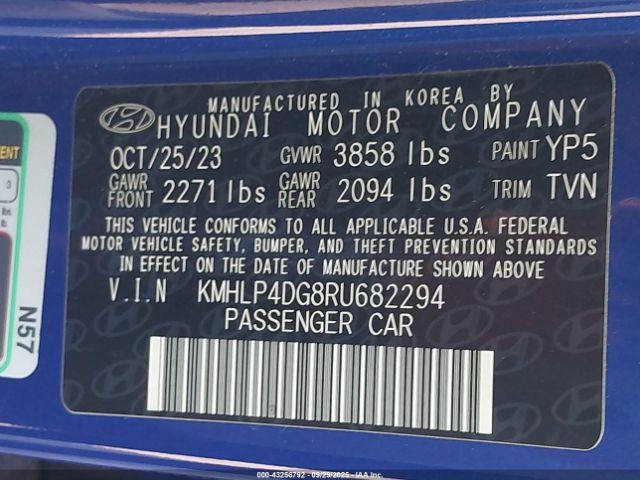 MANUFACTURED IN KOREA BY
HYUNDAI MOTOR COMPANY
OCT/25/23 GVWR 3858 lbs PAINT YP5
GAWR FRONT 2271 lbs GAWR REAR 2094 lbs TRIM TVN
THIS VEHICLE CONFORMS TO ALL APPLICABLE U.S.A. FEDERAL
MOTOR VEHICLE SAFETY, BUMPER, AND THEFT PREVENTION STANDARDS
IN EFFECT ON THE DATE OF MANUFACTURE SHOWN ABOVE
V.I.N KMHLP4DG8RU682294
PASSENGER CAR
N57
000-43256792 - 09/29/2025 - IAA Inc.